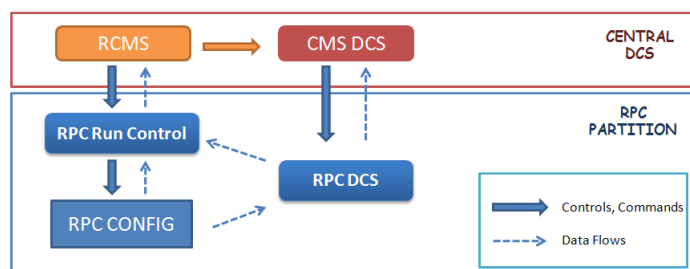 RCMS
CMS DCS
CENTRAL
DCS
RPC
PARTITION
RPC Run Control
RPC DCS
RPC CONFIG
Controls, Commands
Data Flows